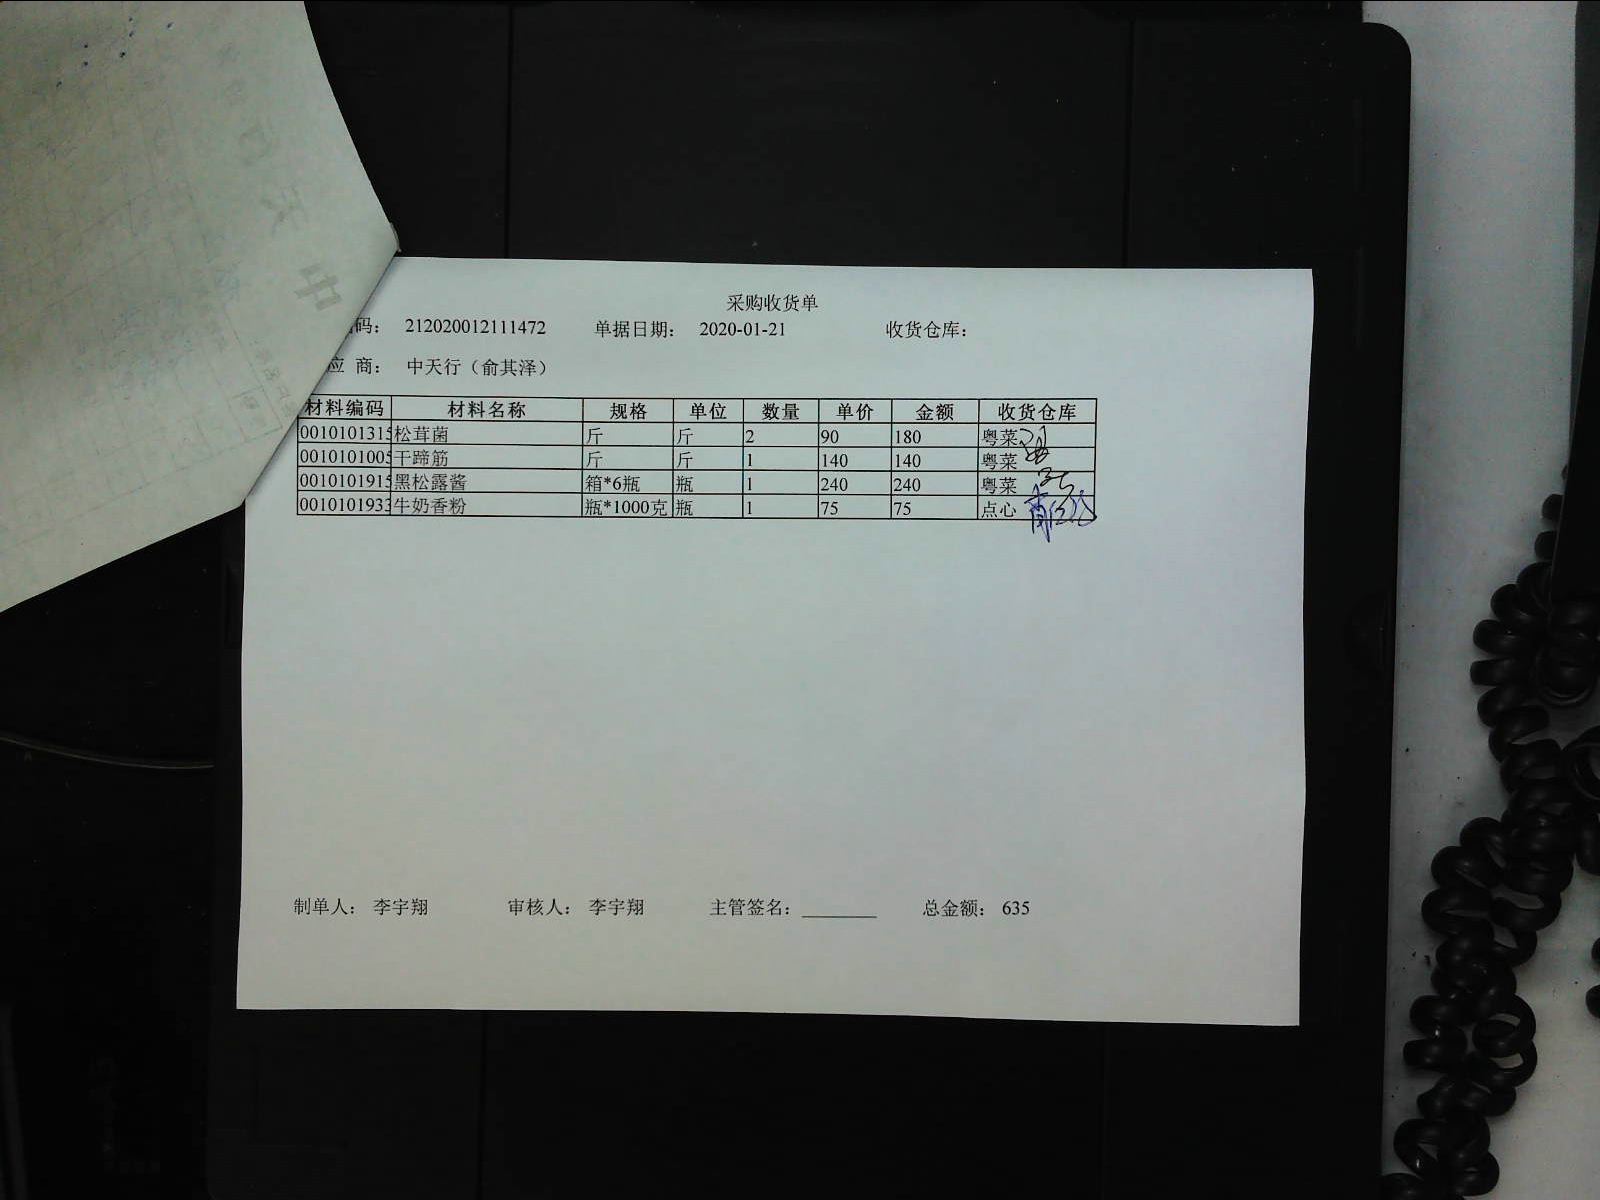 采购收货单
码： 212020012111472 单据日期： 2020-01-21 收货仓库：
应 商： 中天行（俞其泽）
材料编码 材料名称 规格 单位 数量 单价 金额 收货仓库
0010101315 松茸菌 斤 斤 2 90 180 粤菜
0010101005 干蹄筋 斤 斤 1 140 140 粤菜
0010101915 黑松露酱 箱*6瓶 瓶 1 240 240 粤菜
0010101933 牛奶香粉 瓶*1000克 瓶 1 75 75 点心
制单人： 李宇翔 审核人： 李宇翔 主管签名： 总金额： 635
中天